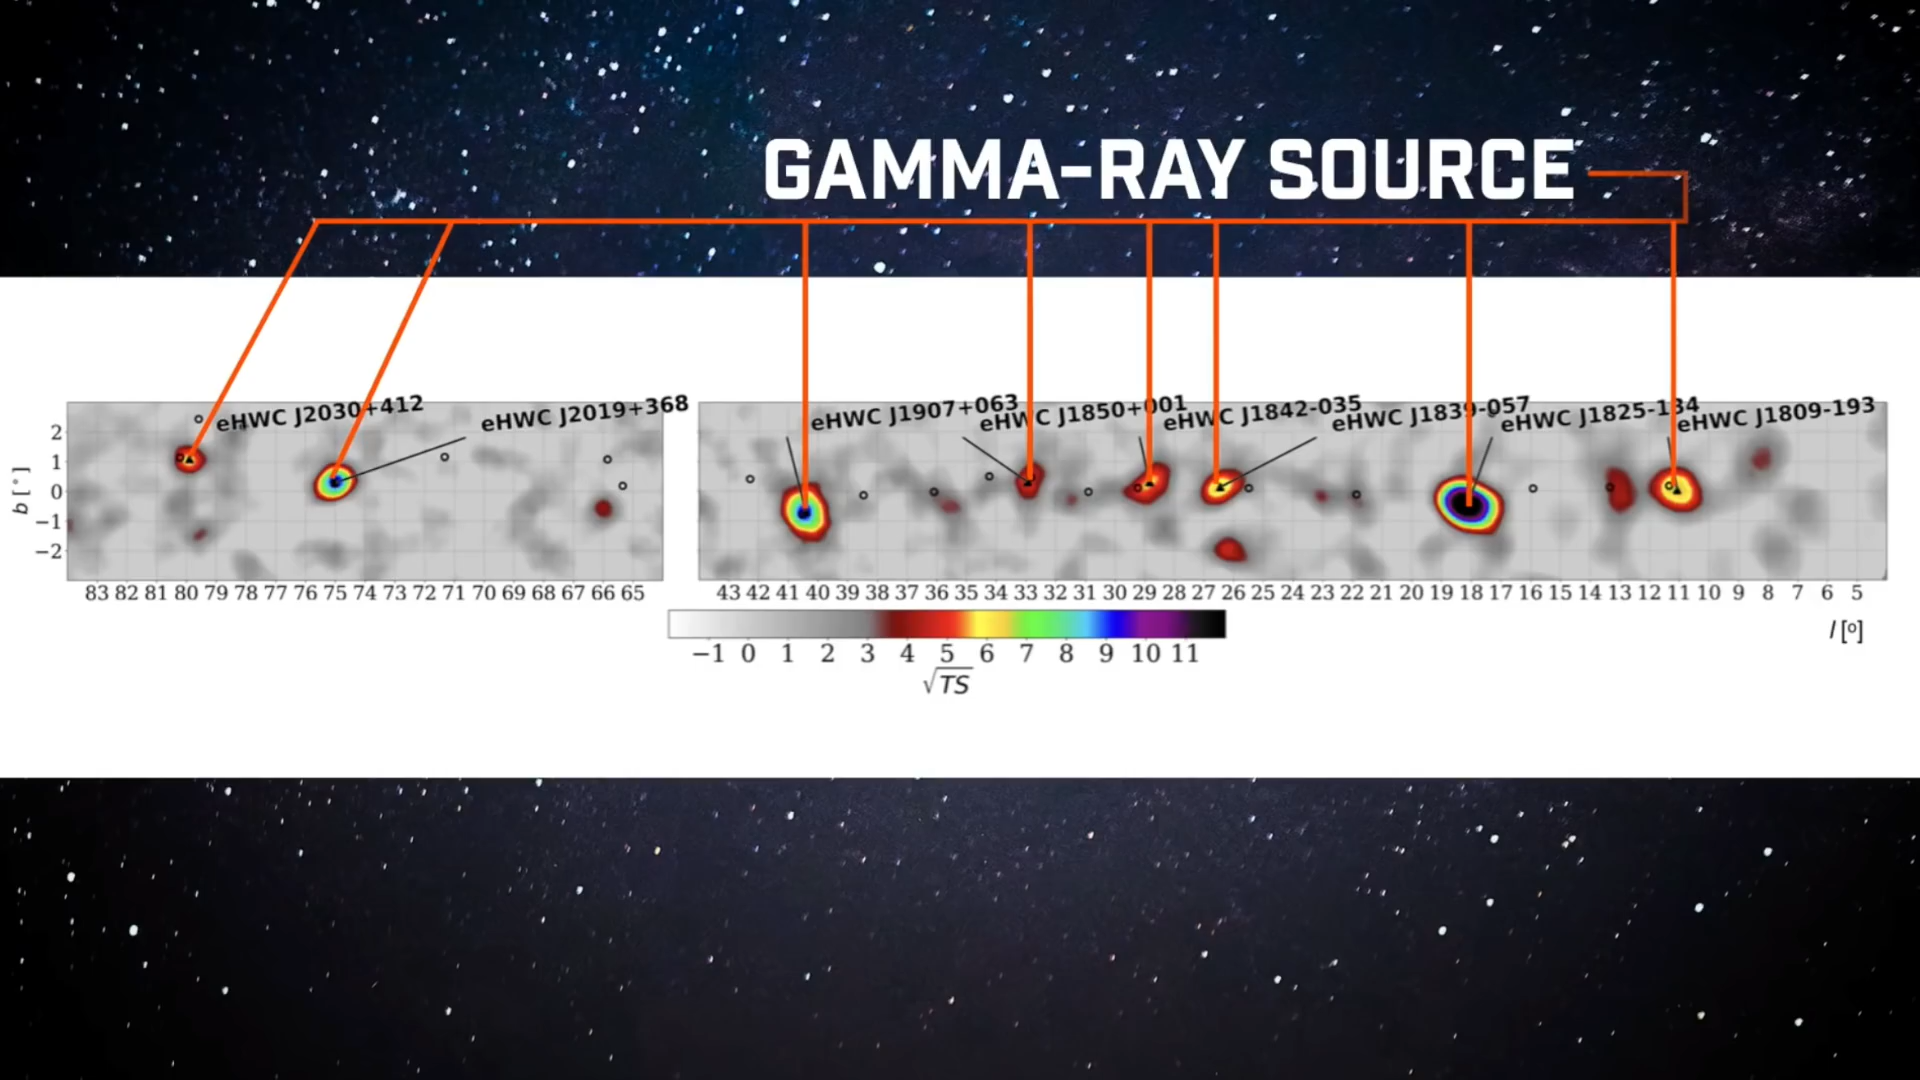 GAMMA-RAY SOURCE
eHWC J2030+412
eHWC J2019+368
eHWC J1907+063
eHWC J1850+001
eHWC J1842-035
eHWC J1839-057
eHWC J1825-134
eHWC J1809-193
b [°]
2
1
0
−1
−2
83 82 81 80 79 78 77 76 75 74 73 72 71 70 69 68 67 66 65
43 42 41 40 39 38 37 36 35 34 33 32 31 30 29 28 27 26 25 24 23 22 21 20 19 18 17 16 15 14 13 12 11 10 9 8 7 6 5
l [º]
−1 0 1 2 3 4 5 6 7 8 9 10 11
√TS